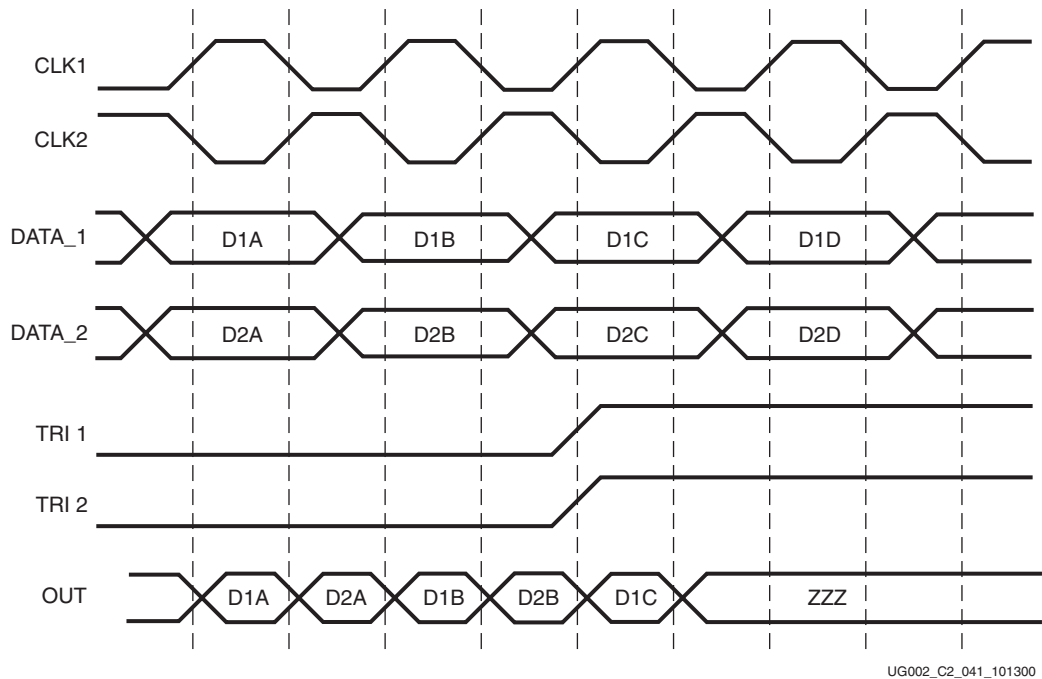 CLK1
CLK2
DATA_1 D1A D1B D1C D1D
DATA_2 D2A D2B D2C D2D
TRI 1
TRI 2
OUT D1A D2A D1B D2B D1C ZZZ
UG002_C2_041_101300